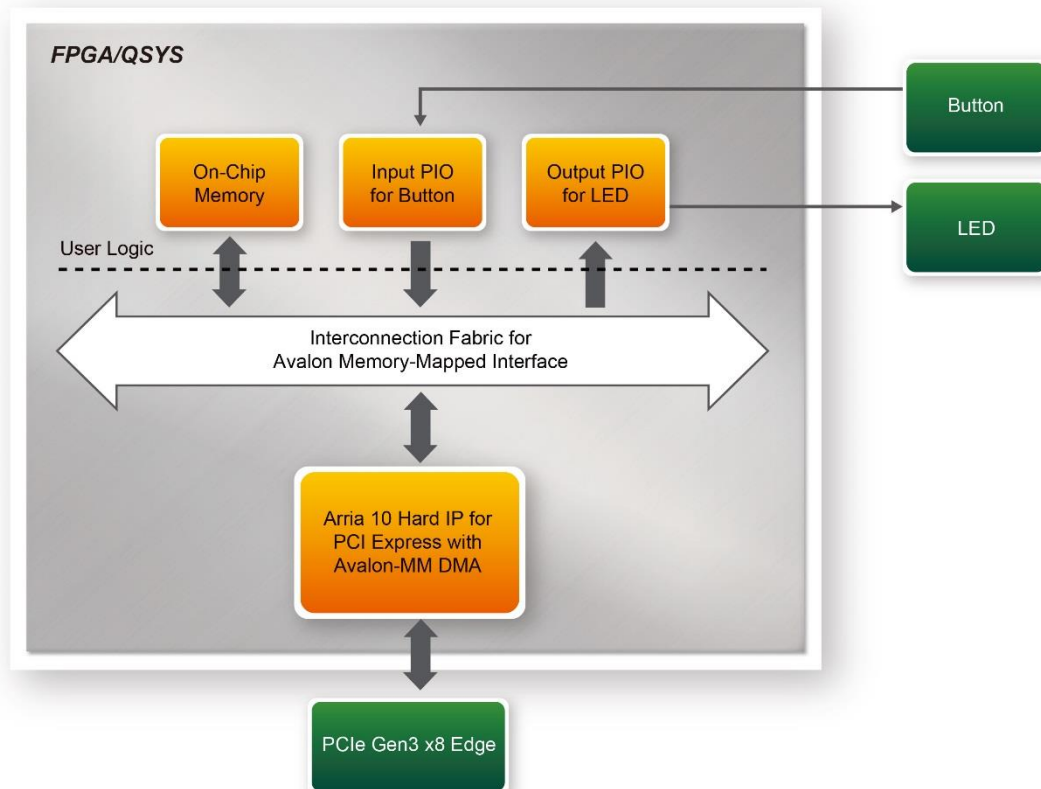 FPGA/QSYS
Button
On-Chip
Memory
Input PIO
for Button
Output PIO
for LED
LED
User Logic
Interconnection Fabric for
Avalon Memory-Mapped Interface
Arria 10 Hard IP for
PCI Express with
Avalon-MM DMA
PCIe Gen3 x8 Edge